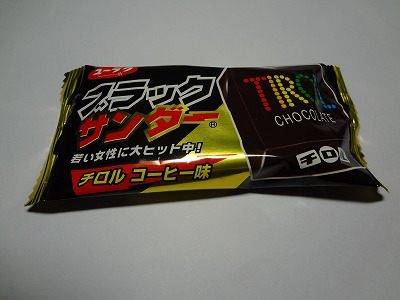 ユーラク
ブラック
サンダー®
若い女性に大ヒット中!
チロル コーヒー味
TIROL
CHOCOLATE
チロル